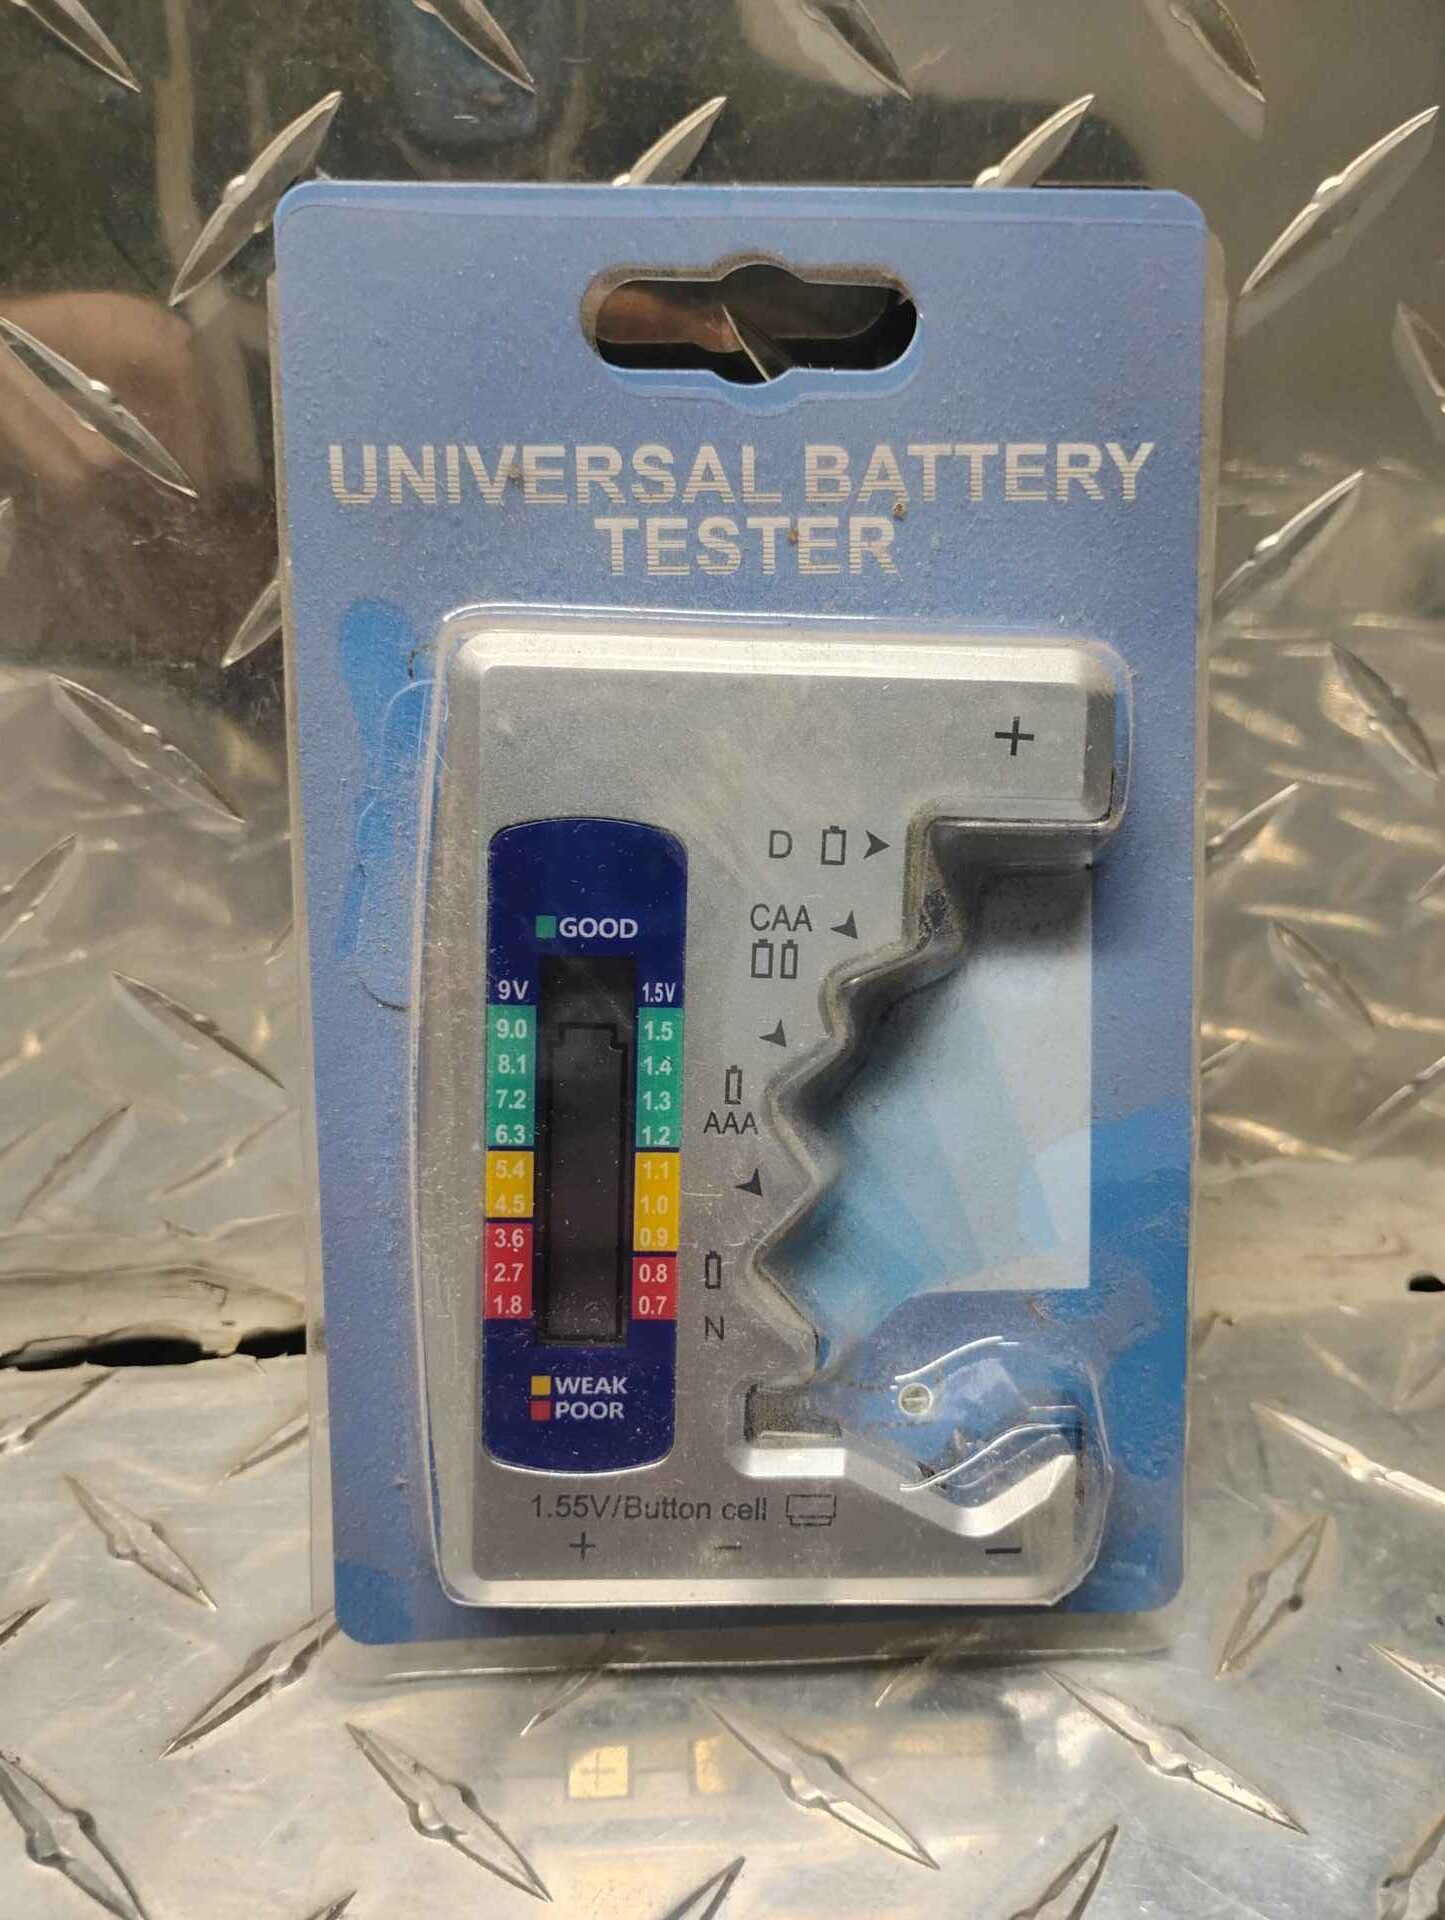 UNIVERSAL BATTERY
TESTER
+
D
CAA
AAA
N
GOOD
9V 1.5V
9.0 1.5
8.1 1.4
7.2 1.3
6.3 1.2
5.4 1.1
4.5 1.0
3.6 0.9
2.7 0.8
1.8 0.7
WEAK
POOR
1.55V/Button cell
+ − −